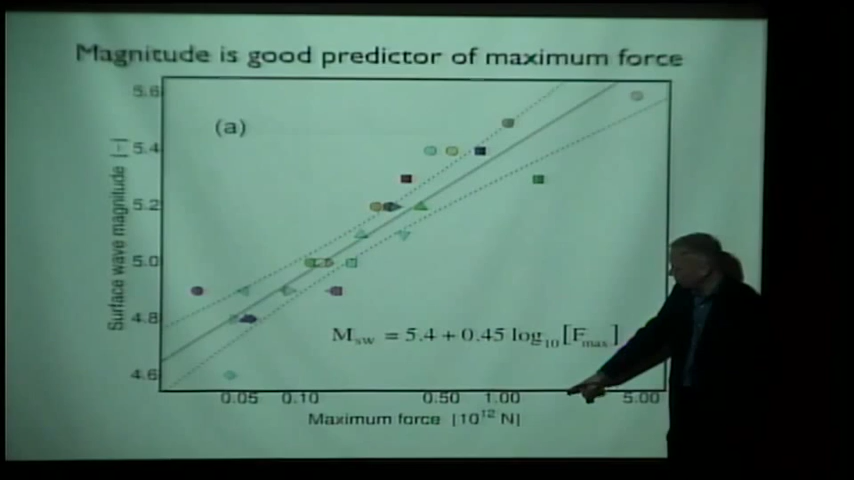 Magnitude is good predictor of maximum force
5.6
5.4
5.2
5.0
4.8
4.6
Surface wave magnitude [-]
(a)
M_sw = 5.4 + 0.45 log_10 [F_max]
0.05 0.10 0.50 1.00 5.00
Maximum force [10^12 N]